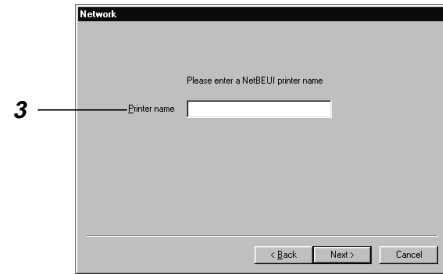 Network
Please enter a NetBEUI printer name
3
Printer name
< Back Next > Cancel